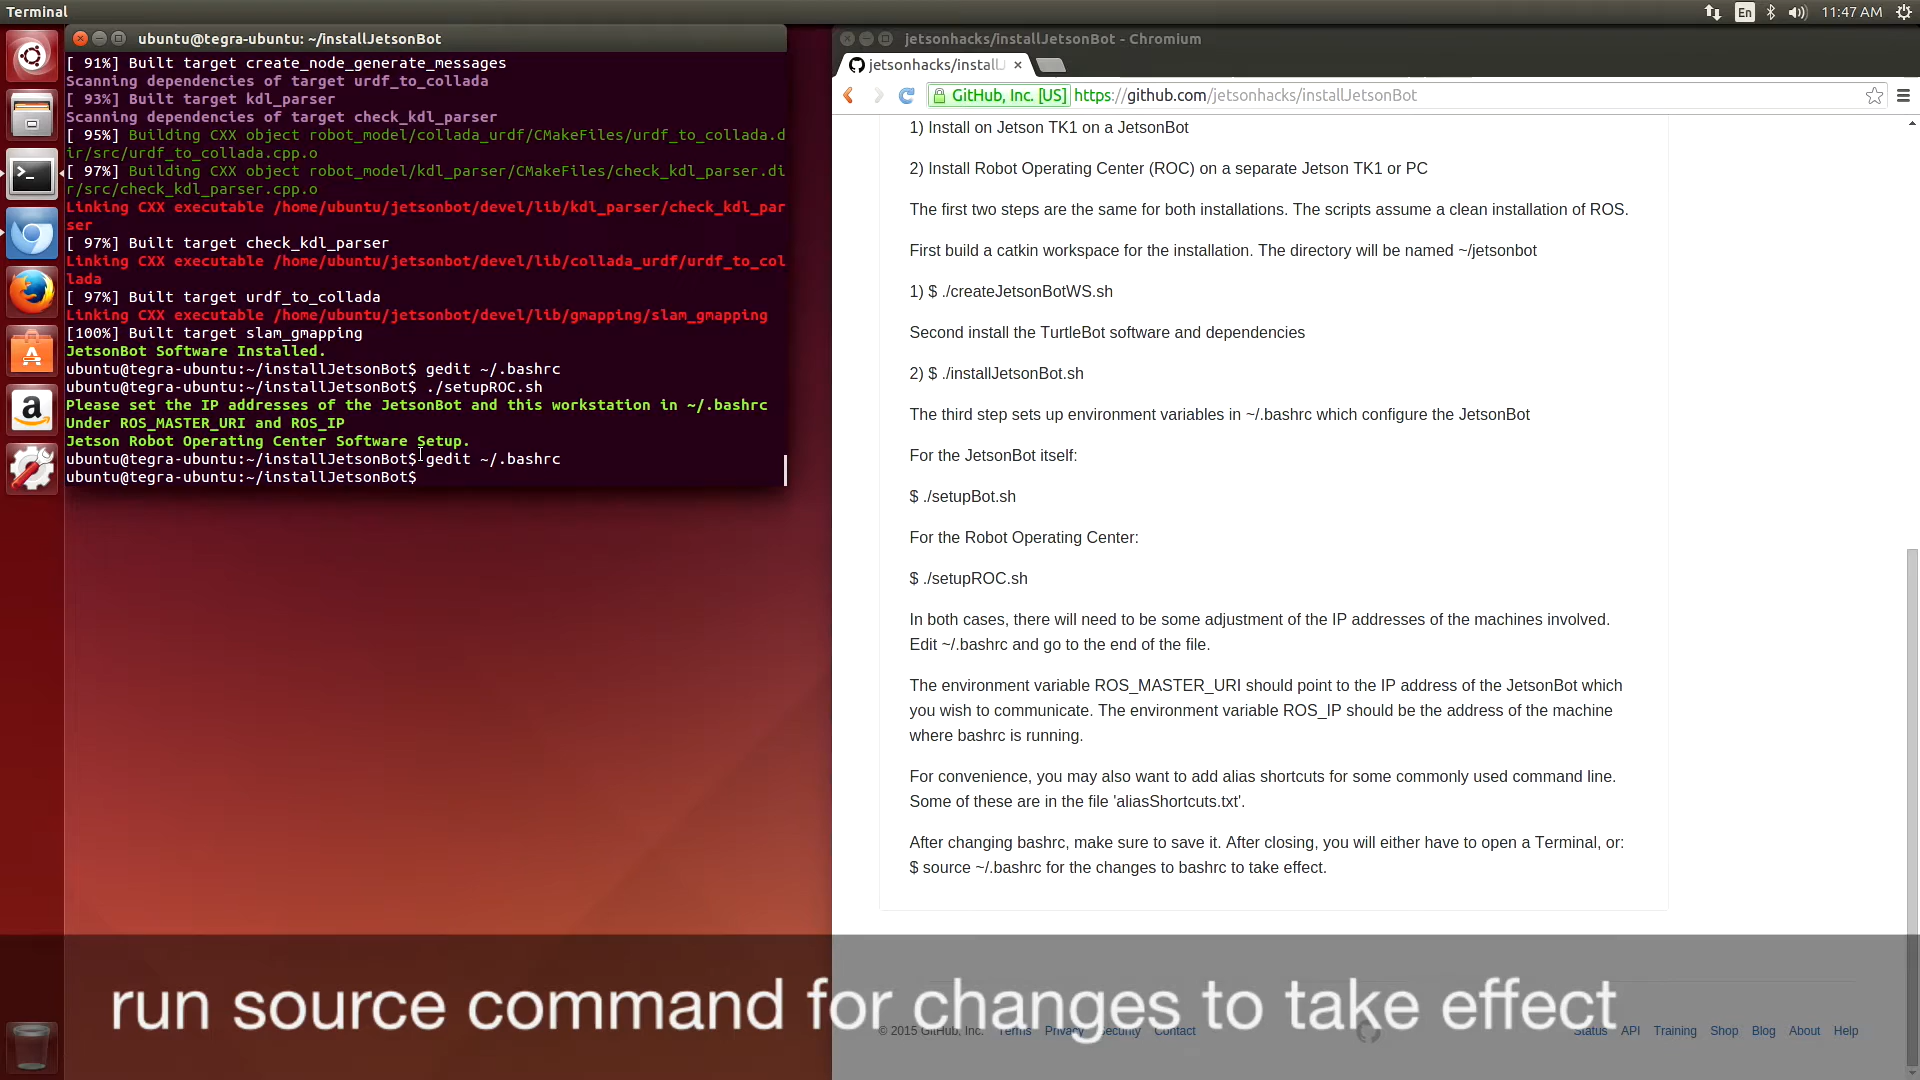 Terminal
En
11:47 AM
ubuntu@tegra-ubuntu: ~/installJetsonBot
[ 91%] Built target create_node_generate_messages
Scanning dependencies of target urdf_to_collada
[ 93%] Built target kdl_parser
Scanning dependencies of target check_kdl_parser
[ 95%] Building CXX object robot_model/collada_urdf/CMakeFiles/urdf_to_collada.d
ir/src/urdf_to_collada.cpp.o
[ 97%] Building CXX object robot_model/kdl_parser/CMakeFiles/check_kdl_parser.di
r/src/check_kdl_parser.cpp.o
Linking CXX executable /home/ubuntu/jetsonbot/devel/lib/kdl_parser/check_kdl_par
ser
[ 97%] Built target check_kdl_parser
Linking CXX executable /home/ubuntu/jetsonbot/devel/lib/collada_urdf/urdf_to_col
lada
[ 97%] Built target urdf_to_collada
Linking CXX executable /home/ubuntu/jetsonbot/devel/lib/gmapping/slam_gmapping
[100%] Built target slam_gmapping
JetsonBot Software Installed.
ubuntu@tegra-ubuntu:~/installJetsonBot$ gedit ~/.bashrc
ubuntu@tegra-ubuntu:~/installJetsonBot$ ./setupROC.sh
Please set the IP addresses of the JetsonBot and this workstation in ~/.bashrc
Under ROS_MASTER_URI and ROS_IP
Jetson Robot Operating Center Software Setup.
ubuntu@tegra-ubuntu:~/installJetsonBot$ gedit ~/.bashrc
ubuntu@tegra-ubuntu:~/installJetsonBot$
jetsonhacks/installJetsonBot - Chromium
jetsonhacks/installJ
GitHub, Inc. [US] https://github.com/jetsonhacks/installJetsonBot
1) Install on Jetson TK1 on a JetsonBot
2) Install Robot Operating Center (ROC) on a separate Jetson TK1 or PC
The first two steps are the same for both installations. The scripts assume a clean installation of ROS.
First build a catkin workspace for the installation. The directory will be named ~/jetsonbot
1) $ ./createJetsonBotWS.sh
Second install the TurtleBot software and dependencies
2) $ ./installJetsonBot.sh
The third step sets up environment variables in ~/.bashrc which configure the JetsonBot
For the JetsonBot itself:
$ ./setupBot.sh
For the Robot Operating Center:
$ ./setupROC.sh
In both cases, there will need to be some adjustment of the IP addresses of the machines involved.
Edit ~/.bashrc and go to the end of the file.
The environment variable ROS_MASTER_URI should point to the IP address of the JetsonBot which
you wish to communicate. The environment variable ROS_IP should be the address of the machine
where bashrc is running.
For convenience, you may also want to add alias shortcuts for some commonly used command line.
Some of these are in the file 'aliasShortcuts.txt'.
After changing bashrc, make sure to save it. After closing, you will either have to open a Terminal, or:
$ source ~/.bashrc for the changes to bashrc to take effect.
run source command for changes to take effect
© 2015 GitHub, Inc. Terms Privacy Security Contact Status API Training Shop Blog About Help